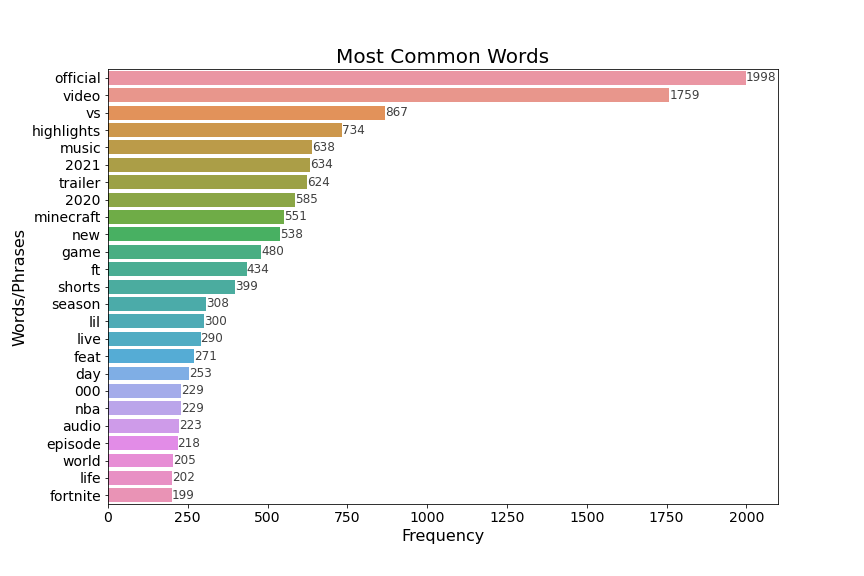 Most Common Words
official 1998
video 1759
vs 867
highlights 734
music 638
2021 634
trailer 624
2020 585
minecraft 551
new 538
game 480
ft 434
shorts 399
season 308
lil 300
live 290
feat 271
day 253
000 229
nba 229
audio 223
episode 218
world 205
life 202
fortnite 199
Words/Phrases
0 250 500 750 1000 1250 1500 1750 2000
Frequency